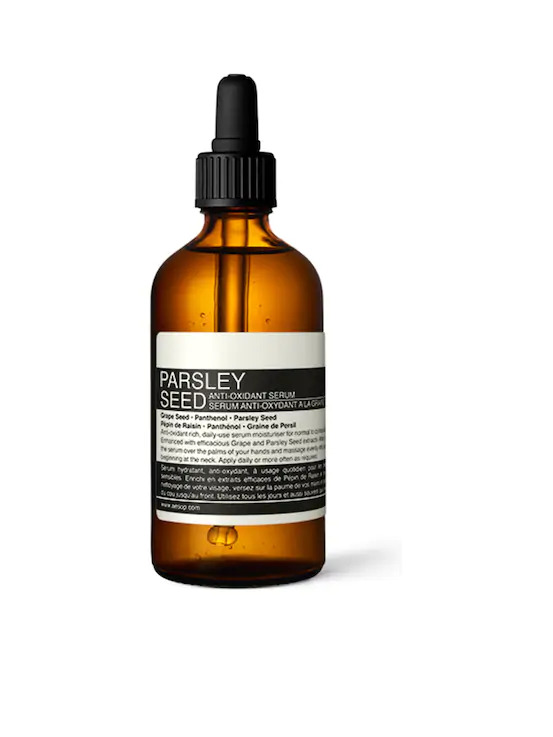 PARSLEY
SEED ANTI-OXIDANT SERUM
SERUM ANTI-OXYDANT A LA GRAINE
Grape Seed • Panthenol • Parsley Seed
Pépin de Raisin • Panthénol • Graine de Persil
Anti-oxidant rich, daily-use serum moisturiser for normal to
Enhanced with efficacious Grape and Parsley Seed extracts.
the serum over the palms of your hands and massage evenly
beginning at the neck. Apply daily or more often as required.
Sérum hydratant, anti-oxydant, à usage quotidien pour les
sensibles. Enrichi en extraits efficaces de Pépin de Raisin et
nettoyage de votre visage, versez sur la paume de vos mains
du cou jusqu'au front. Utilisez tous les jours et aussi souvent que
www.aesop.com